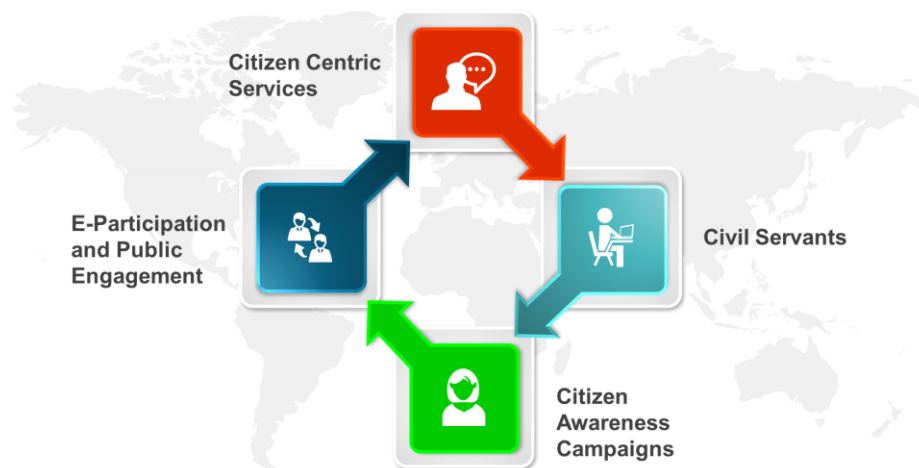 Citizen Centric
Services
E-Participation
and Public
Engagement
Civil Servants
Citizen
Awareness
Campaigns